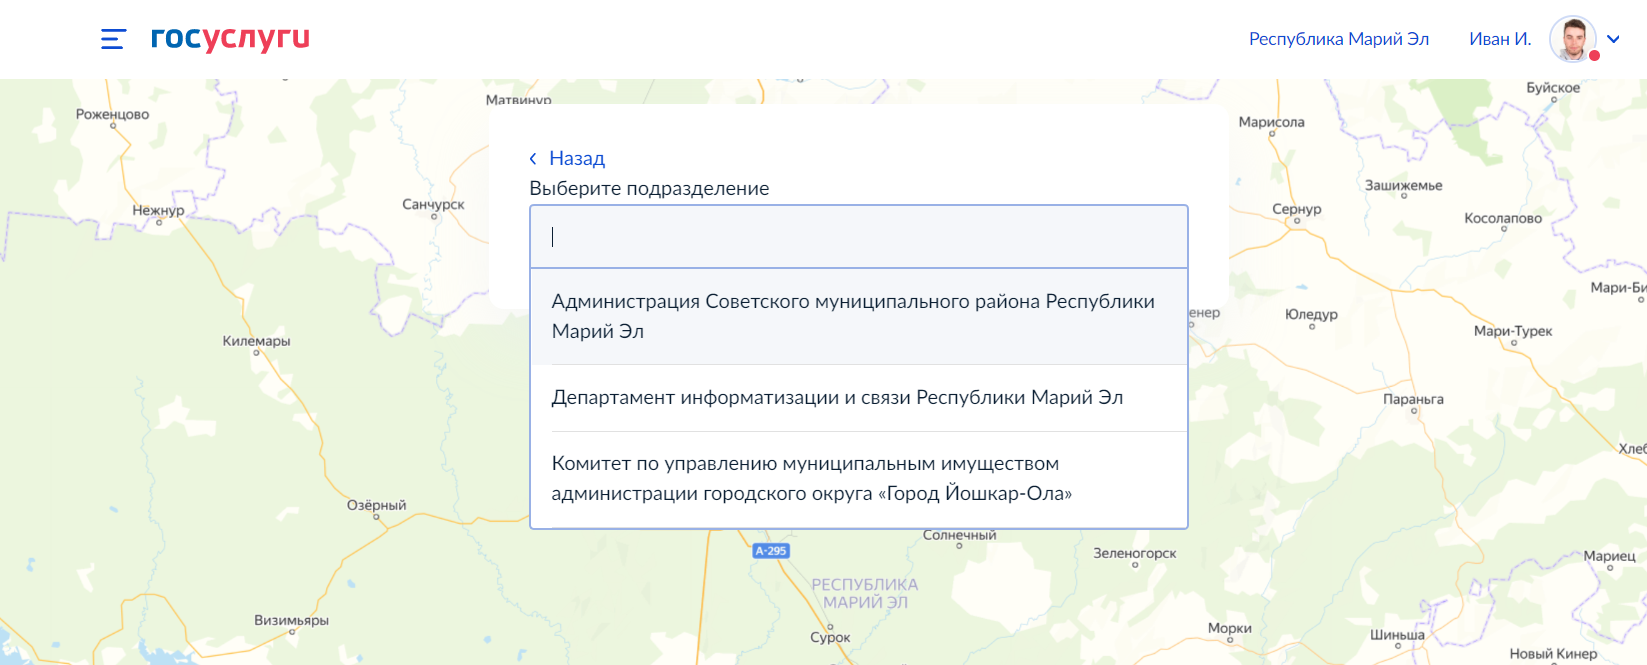 госуслуги
Республика Марий Эл
Иван И.
Буйское
Матвинур
Роженцово
Марисола
Назад
Выберите подразделение
Зашижемье
Санчурск
Нежнур
Сернур
Косолапово
Мари-Би
Администрация Советского муниципального района Республики
Марий Эл
енер
Юледур
Мари-Турек
Килемары
Департамент информатизации и связи Республики Марий Эл
Параньга
Хлеб
Комитет по управлению муниципальным имуществом
администрации городского округа «Город Йошкар-Ола»
Озёрный
Солнечный
А-295
Зеленогорск
Мариец
РЕСПУБЛИКА
МАРИЙ ЭЛ
Визимьяры
Сурок
Морки
Шиньша
Новый Кинер